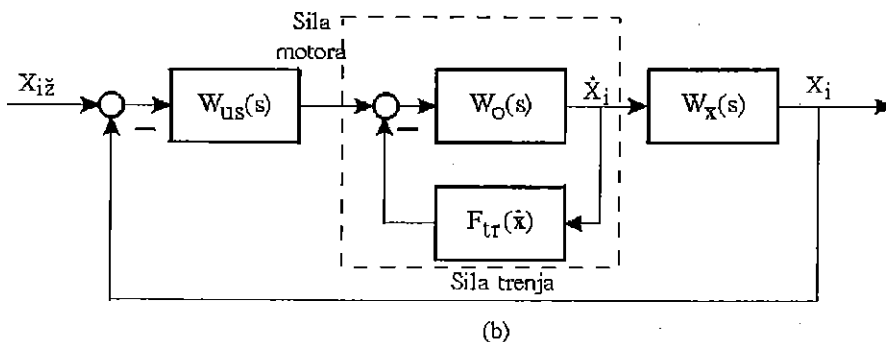 Sila
motora
X_iž
W_us(s)
W_o(s)
Ẋ_i
W_x(s)
X_i
F_tr(ẋ)
Sila trenja
(b)